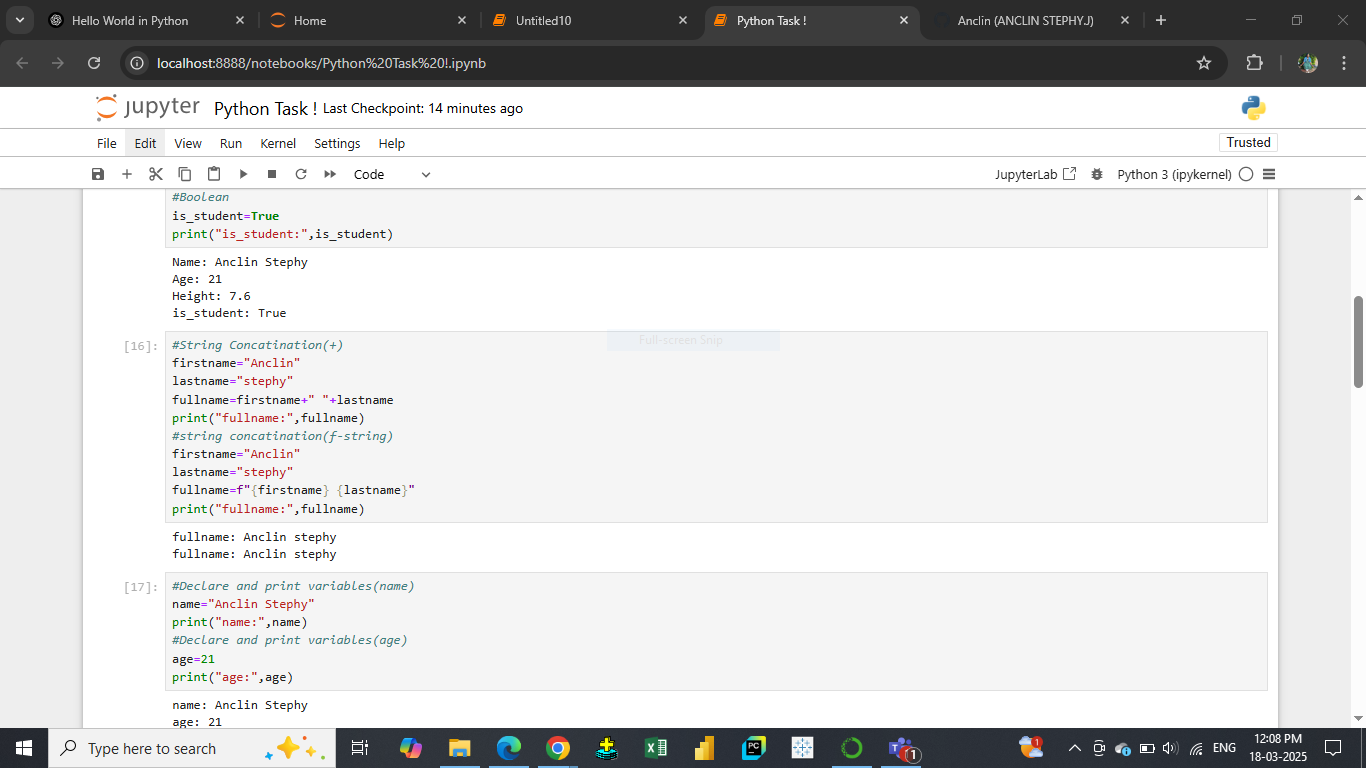 Hello World in Python
Home
Untitled10
Python Task !
Anclin (ANCLIN STEPHY.J)
localhost:8888/notebooks/Python%20Task%20!.ipynb
jupyter Python Task ! Last Checkpoint: 14 minutes ago
File Edit View Run Kernel Settings Help
Trusted
Code
JupyterLab
Python 3 (ipykernel)
#Boolean
is_student=True
print("is_student:",is_student)
Name: Anclin Stephy
Age: 21
Height: 7.6
is_student: True
Full-screen Snip
[16]:
#String Concatination(+)
firstname="Anclin"
lastname="stephy"
fullname=firstname+" "+lastname
print("fullname:",fullname)
#string concatination(f-string)
firstname="Anclin"
lastname="stephy"
fullname=f"{firstname} {lastname}"
print("fullname:",fullname)
fullname: Anclin stephy
fullname: Anclin stephy
[17]:
#Declare and print variables(name)
name="Anclin Stephy"
print("name:",name)
#Declare and print variables(age)
age=21
print("age:",age)
name: Anclin Stephy
age: 21
Type here to search
PC
1
1
ENG
12:08 PM
18-03-2025